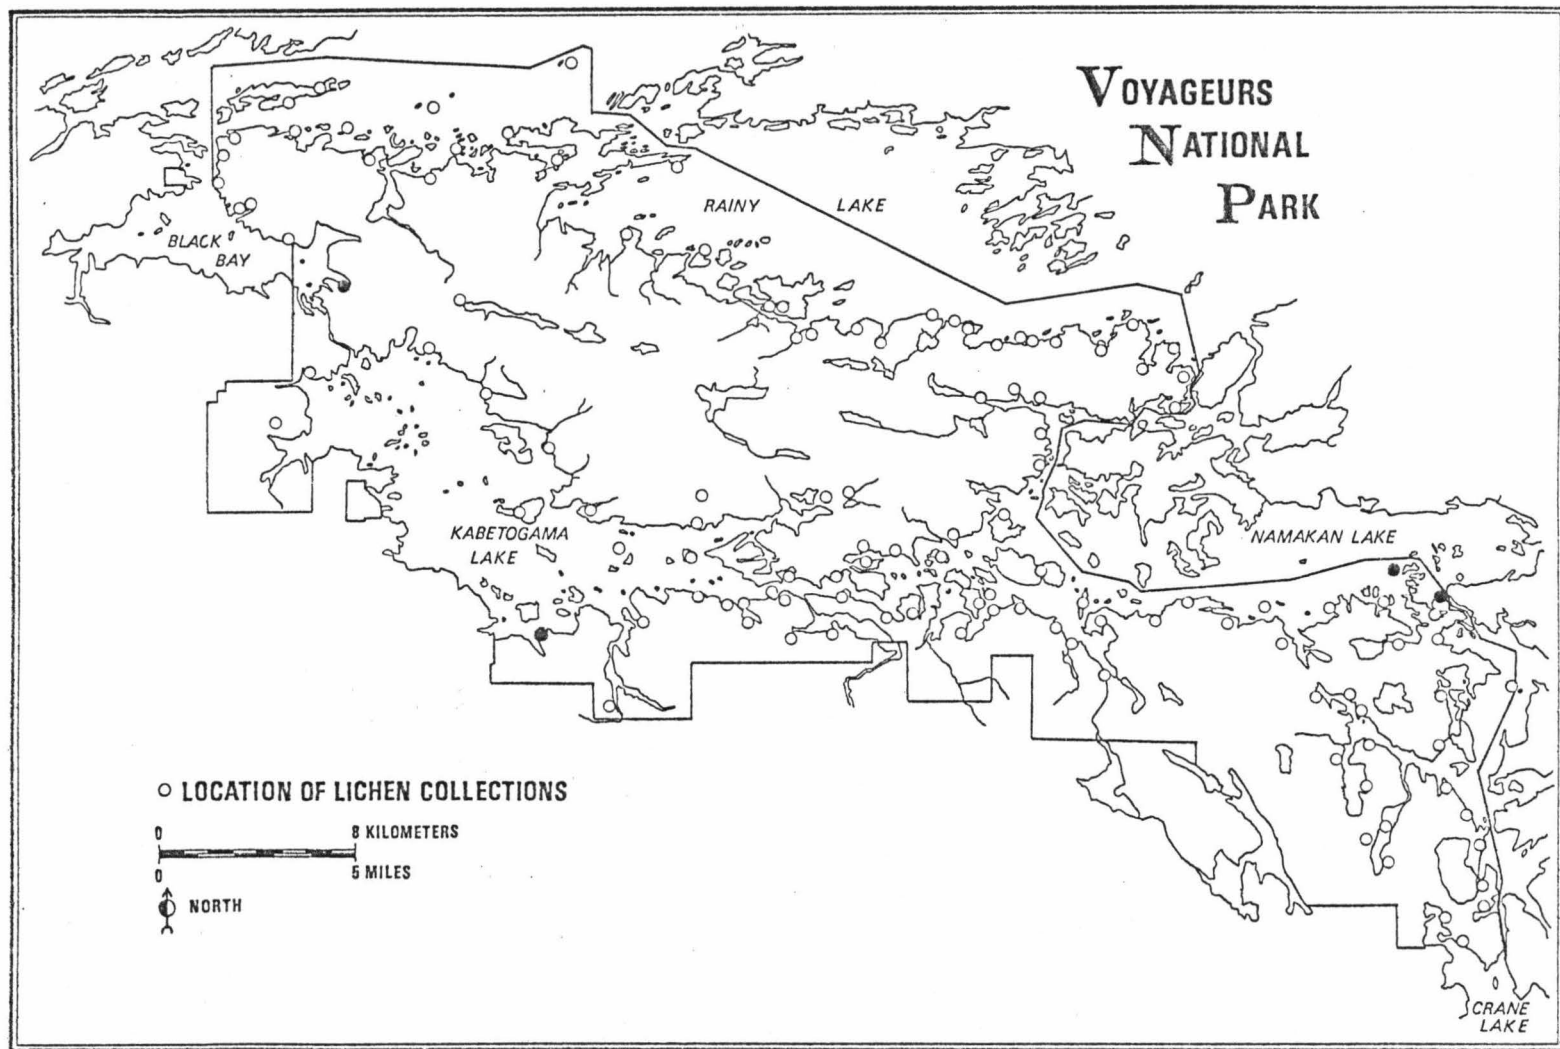 VOYAGEURS
NATIONAL
PARK
RAINY LAKE
BLACK
BAY
KABETOGAMA
LAKE
NAMAKAN LAKE
LOCATION OF LICHEN COLLECTIONS
0 8 KILOMETERS
0 5 MILES
NORTH
CRANE
LAKE